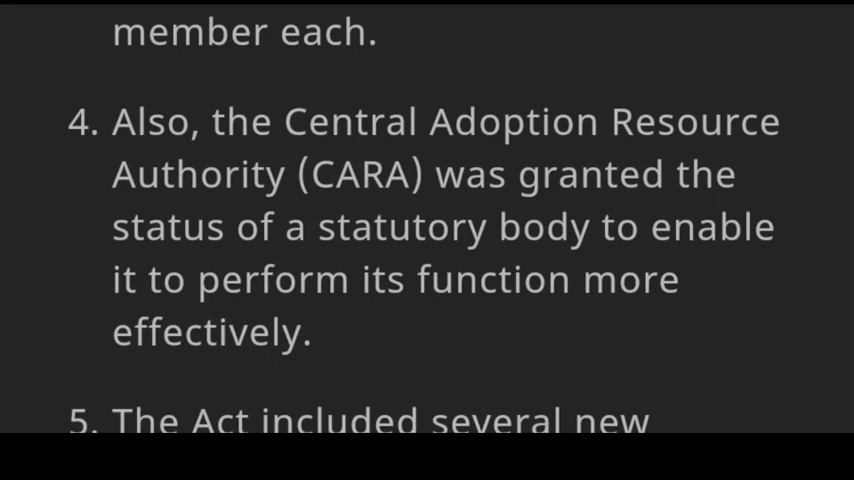 member each.
4. Also, the Central Adoption Resource
Authority (CARA) was granted the
status of a statutory body to enable
it to perform its function more
effectively.
5. The Act included several new